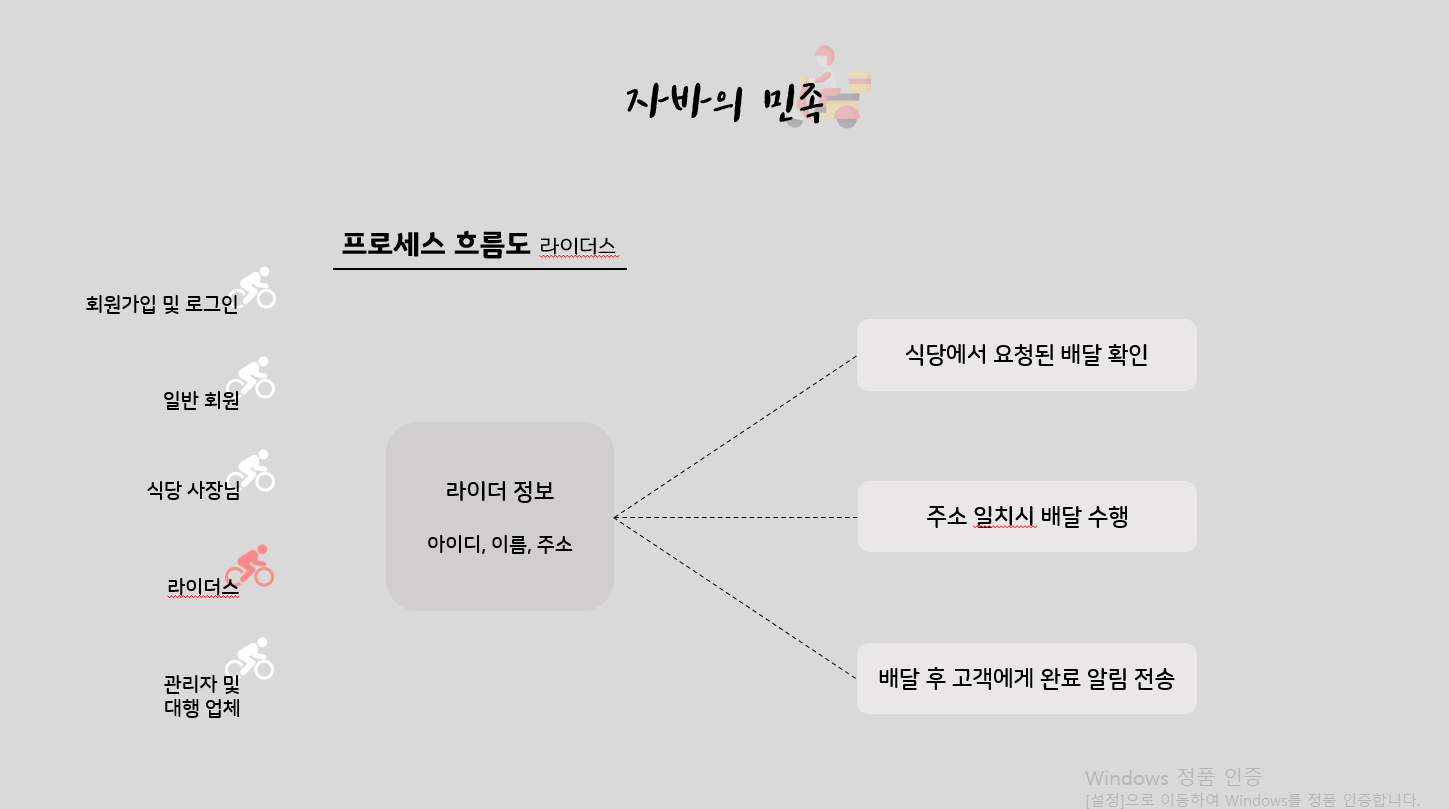 자바의 민족
프로세스 흐름도 라이더스
회원가입 및 로그인
일반 회원
식당 사장님
라이더스
관리자 및
대행 업체
라이더 정보
아이디, 이름, 주소
식당에서 요청된 배달 확인
주소 일치시 배달 수행
배달 후 고객에게 완료 알림 전송
Windows 정품 인증
[설정]으로 이동하여 Windows를 정품 인증합니다.